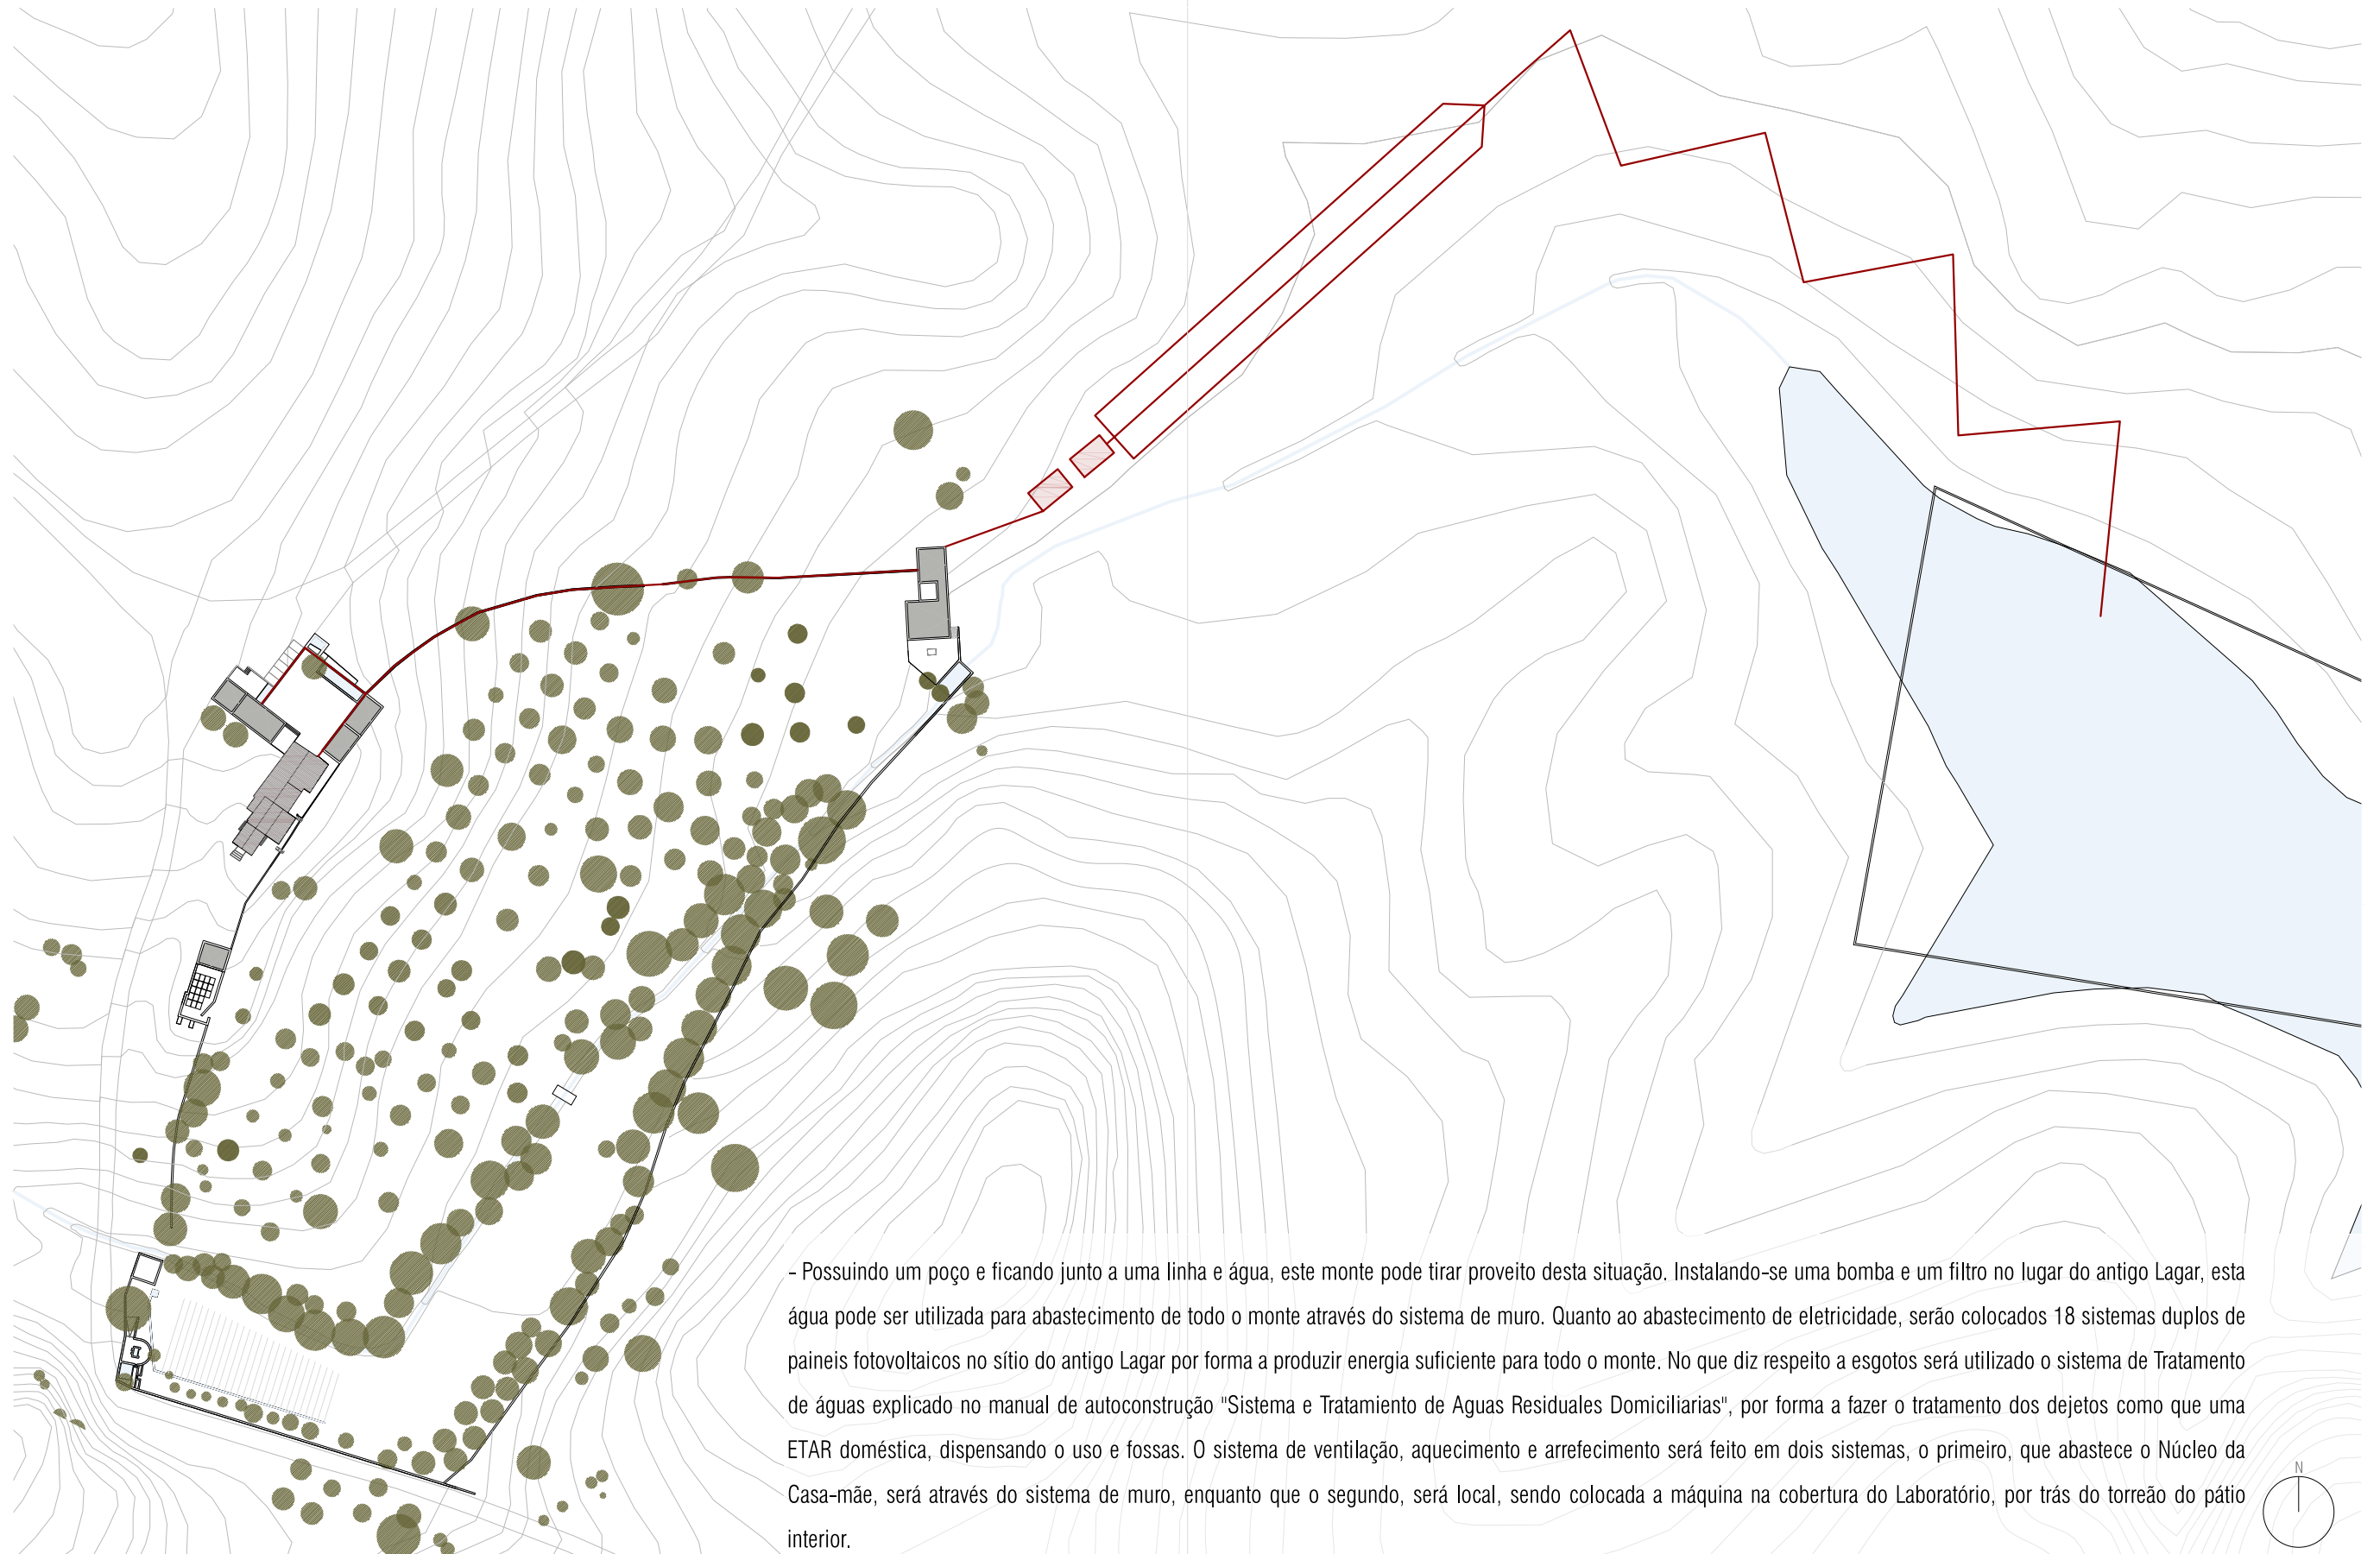 - Possuindo um poço e ficando junto a uma linha e água, este monte pode tirar proveito desta situação. Instalando-se uma bomba e um filtro no lugar do antigo Lagar, esta
água pode ser utilizada para abastecimento de todo o monte através do sistema de muro. Quanto ao abastecimento de eletricidade, serão colocados 18 sistemas duplos de
paineis fotovoltaicos no sítio do antigo Lagar por forma a produzir energia suficiente para todo o monte. No que diz respeito a esgotos será utilizado o sistema de Tratamento
de águas explicado no manual de autoconstrução "Sistema e Tratamiento de Aguas Residuales Domiciliarias", por forma a fazer o tratamento dos dejetos como que uma
ETAR doméstica, dispensando o uso e fossas. O sistema de ventilação, aquecimento e arrefecimento será feito em dois sistemas, o primeiro, que abastece o Núcleo da
Casa-mãe, será através do sistema de muro, enquanto que o segundo, será local, sendo colocada a máquina na cobertura do Laboratório, por trás do torreão do pátio
interior.
N